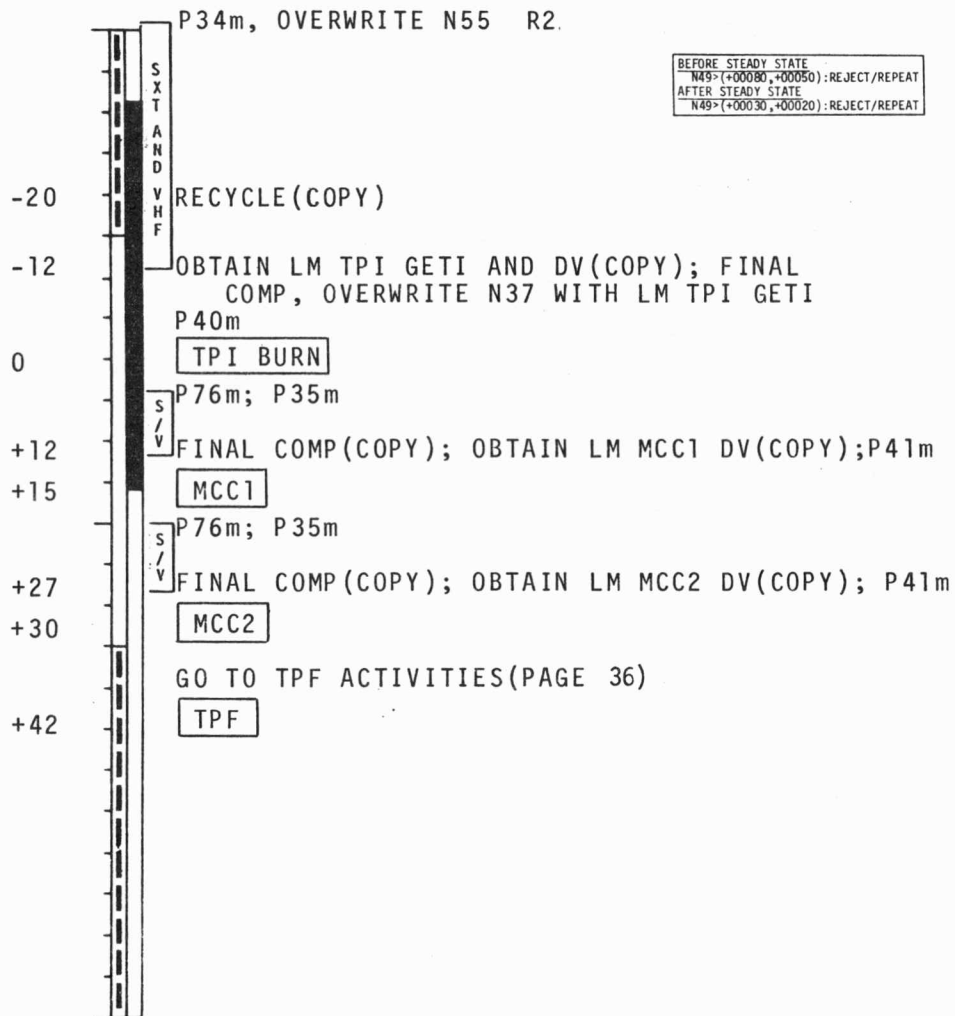 P34m, OVERWRITE N55 R2
BEFORE STEADY STATE
N49>(+00080,+00050):REJECT/REPEAT
AFTER STEADY STATE
N49>(+00030,+00020):REJECT/REPEAT
SXT AND VHF
-20 RECYCLE(COPY)
-12 OBTAIN LM TPI GETI AND DV(COPY); FINAL
COMP, OVERWRITE N37 WITH LM TPI GETI
P40m
0 TPI BURN
P76m; P35m
S/V
+12 FINAL COMP(COPY); OBTAIN LM MCC1 DV(COPY);P41m
+15 MCC1
P76m; P35m
S/V
+27 FINAL COMP(COPY); OBTAIN LM MCC2 DV(COPY); P41m
+30 MCC2
GO TO TPF ACTIVITIES(PAGE 36)
+42 TPF